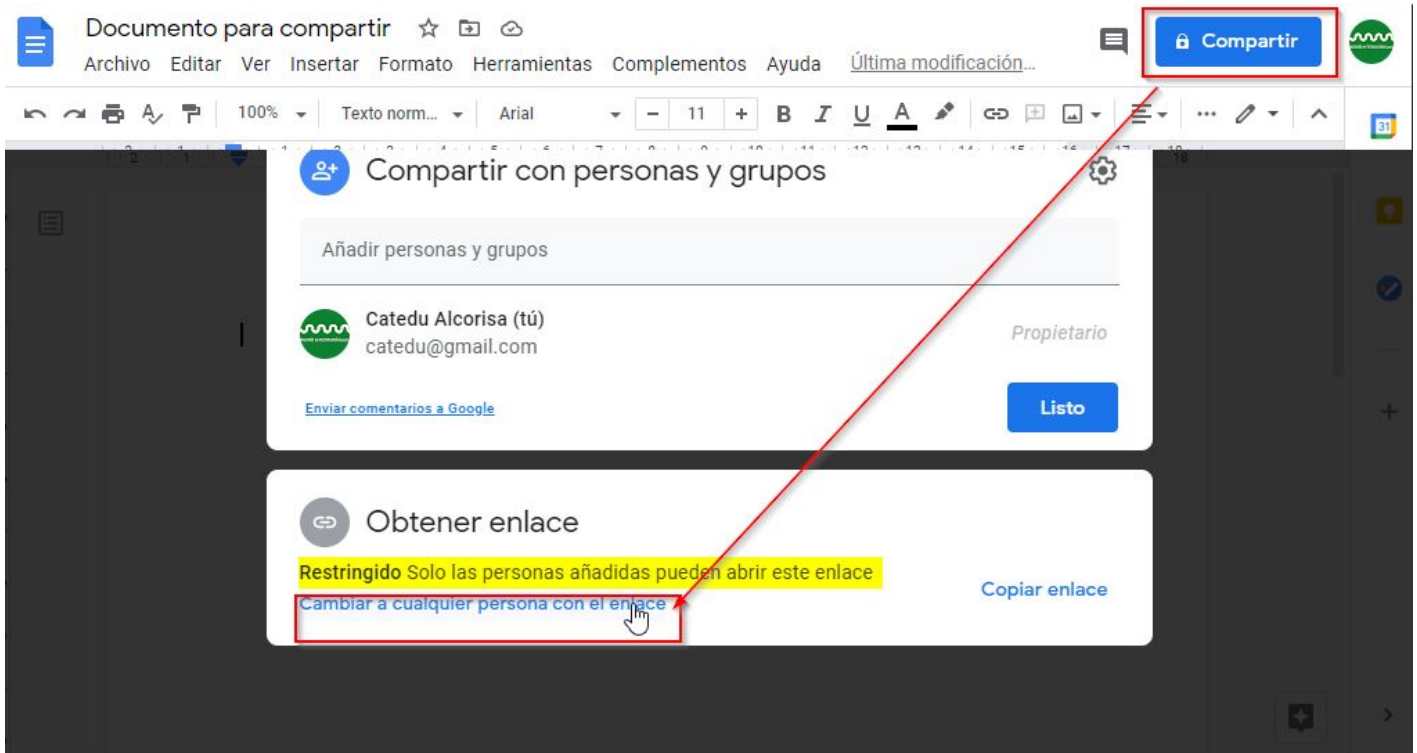 Documento para compartir
Compartir
Archivo Editar Ver Insertar Formato Herramientas Complementos Ayuda Última modificación...
100% Texto norm... Arial - 11 + B I U A
31
Compartir con personas y grupos
Añadir personas y grupos
Catedu Alcorisa (tú)
catedu@gmail.com
Propietario
Enviar comentarios a Google
Listo
Obtener enlace
Restringido Solo las personas añadidas pueden abrir este enlace
Cambiar a cualquier persona con el enlace
Copiar enlace